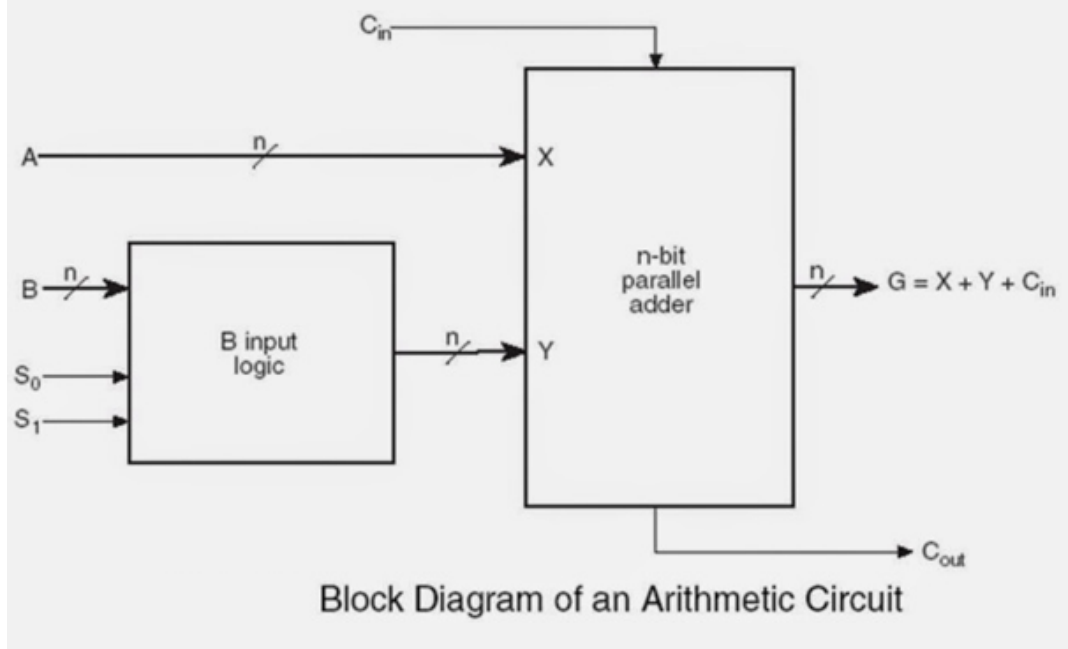 C_in
n
A
X
n
B
n-bit
parallel
adder
n
G = X + Y + C_in
B input
logic
n
Y
S_0
S_1
C_out
Block Diagram of an Arithmetic Circuit